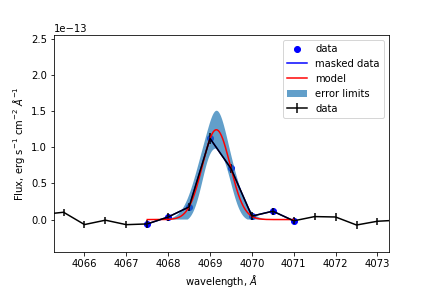 1e−13
2.5
2.0
1.5
1.0
0.5
0.0
Flux, erg s⁻¹ cm⁻² Å⁻¹
data
masked data
model
error limits
data
4066 4067 4068 4069 4070 4071 4072 4073
wavelength, Å